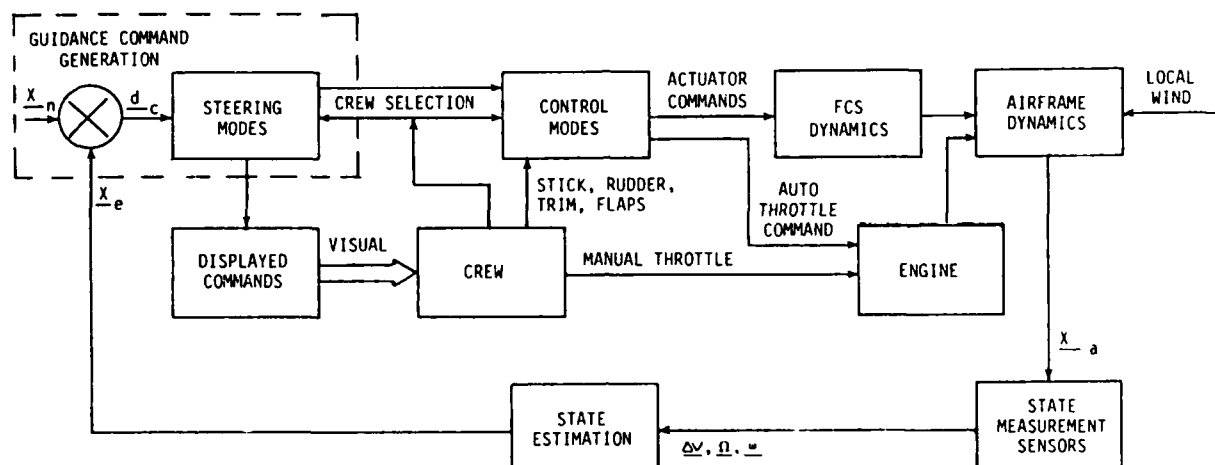 GUIDANCE COMMAND
GENERATION
X n
d c
STEERING
MODES
CREW SELECTION
CONTROL
MODES
ACTUATOR
COMMANDS
FCS
DYNAMICS
AIRFRAME
DYNAMICS
LOCAL
WIND
X e
STICK, RUDDER,
TRIM, FLAPS
AUTO
THROTTLE
COMMAND
DISPLAYED
COMMANDS
VISUAL
CREW
MANUAL THROTTLE
ENGINE
X a
STATE
ESTIMATION
ΔV, Ω, ω
STATE
MEASUREMENT
SENSORS